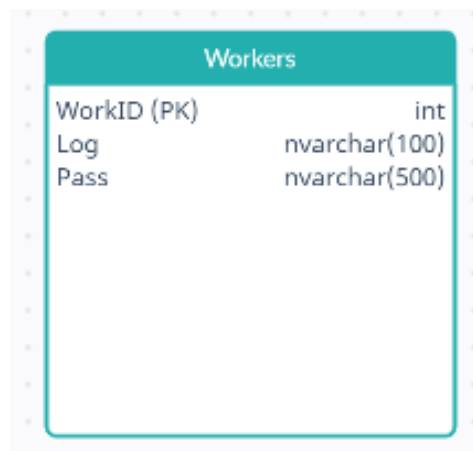 Workers
WorkID (PK) int
Log nvarchar(100)
Pass nvarchar(500)